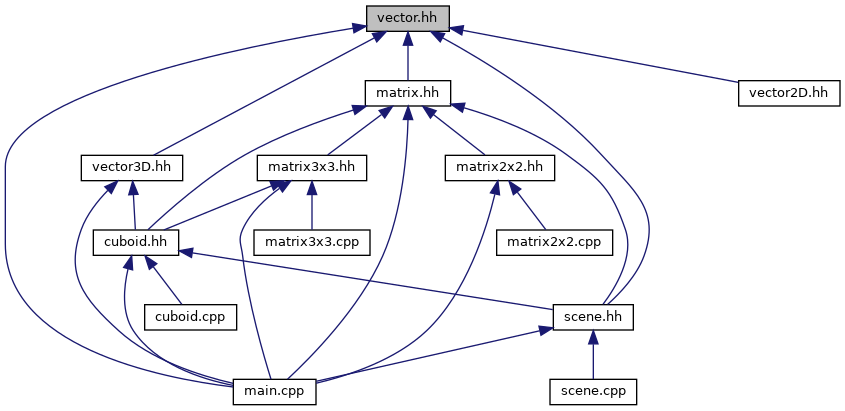 vector.hh
matrix.hh
vector2D.hh
vector3D.hh
matrix3x3.hh
matrix2x2.hh
cuboid.hh
matrix3x3.cpp
matrix2x2.cpp
cuboid.cpp
scene.hh
main.cpp
scene.cpp